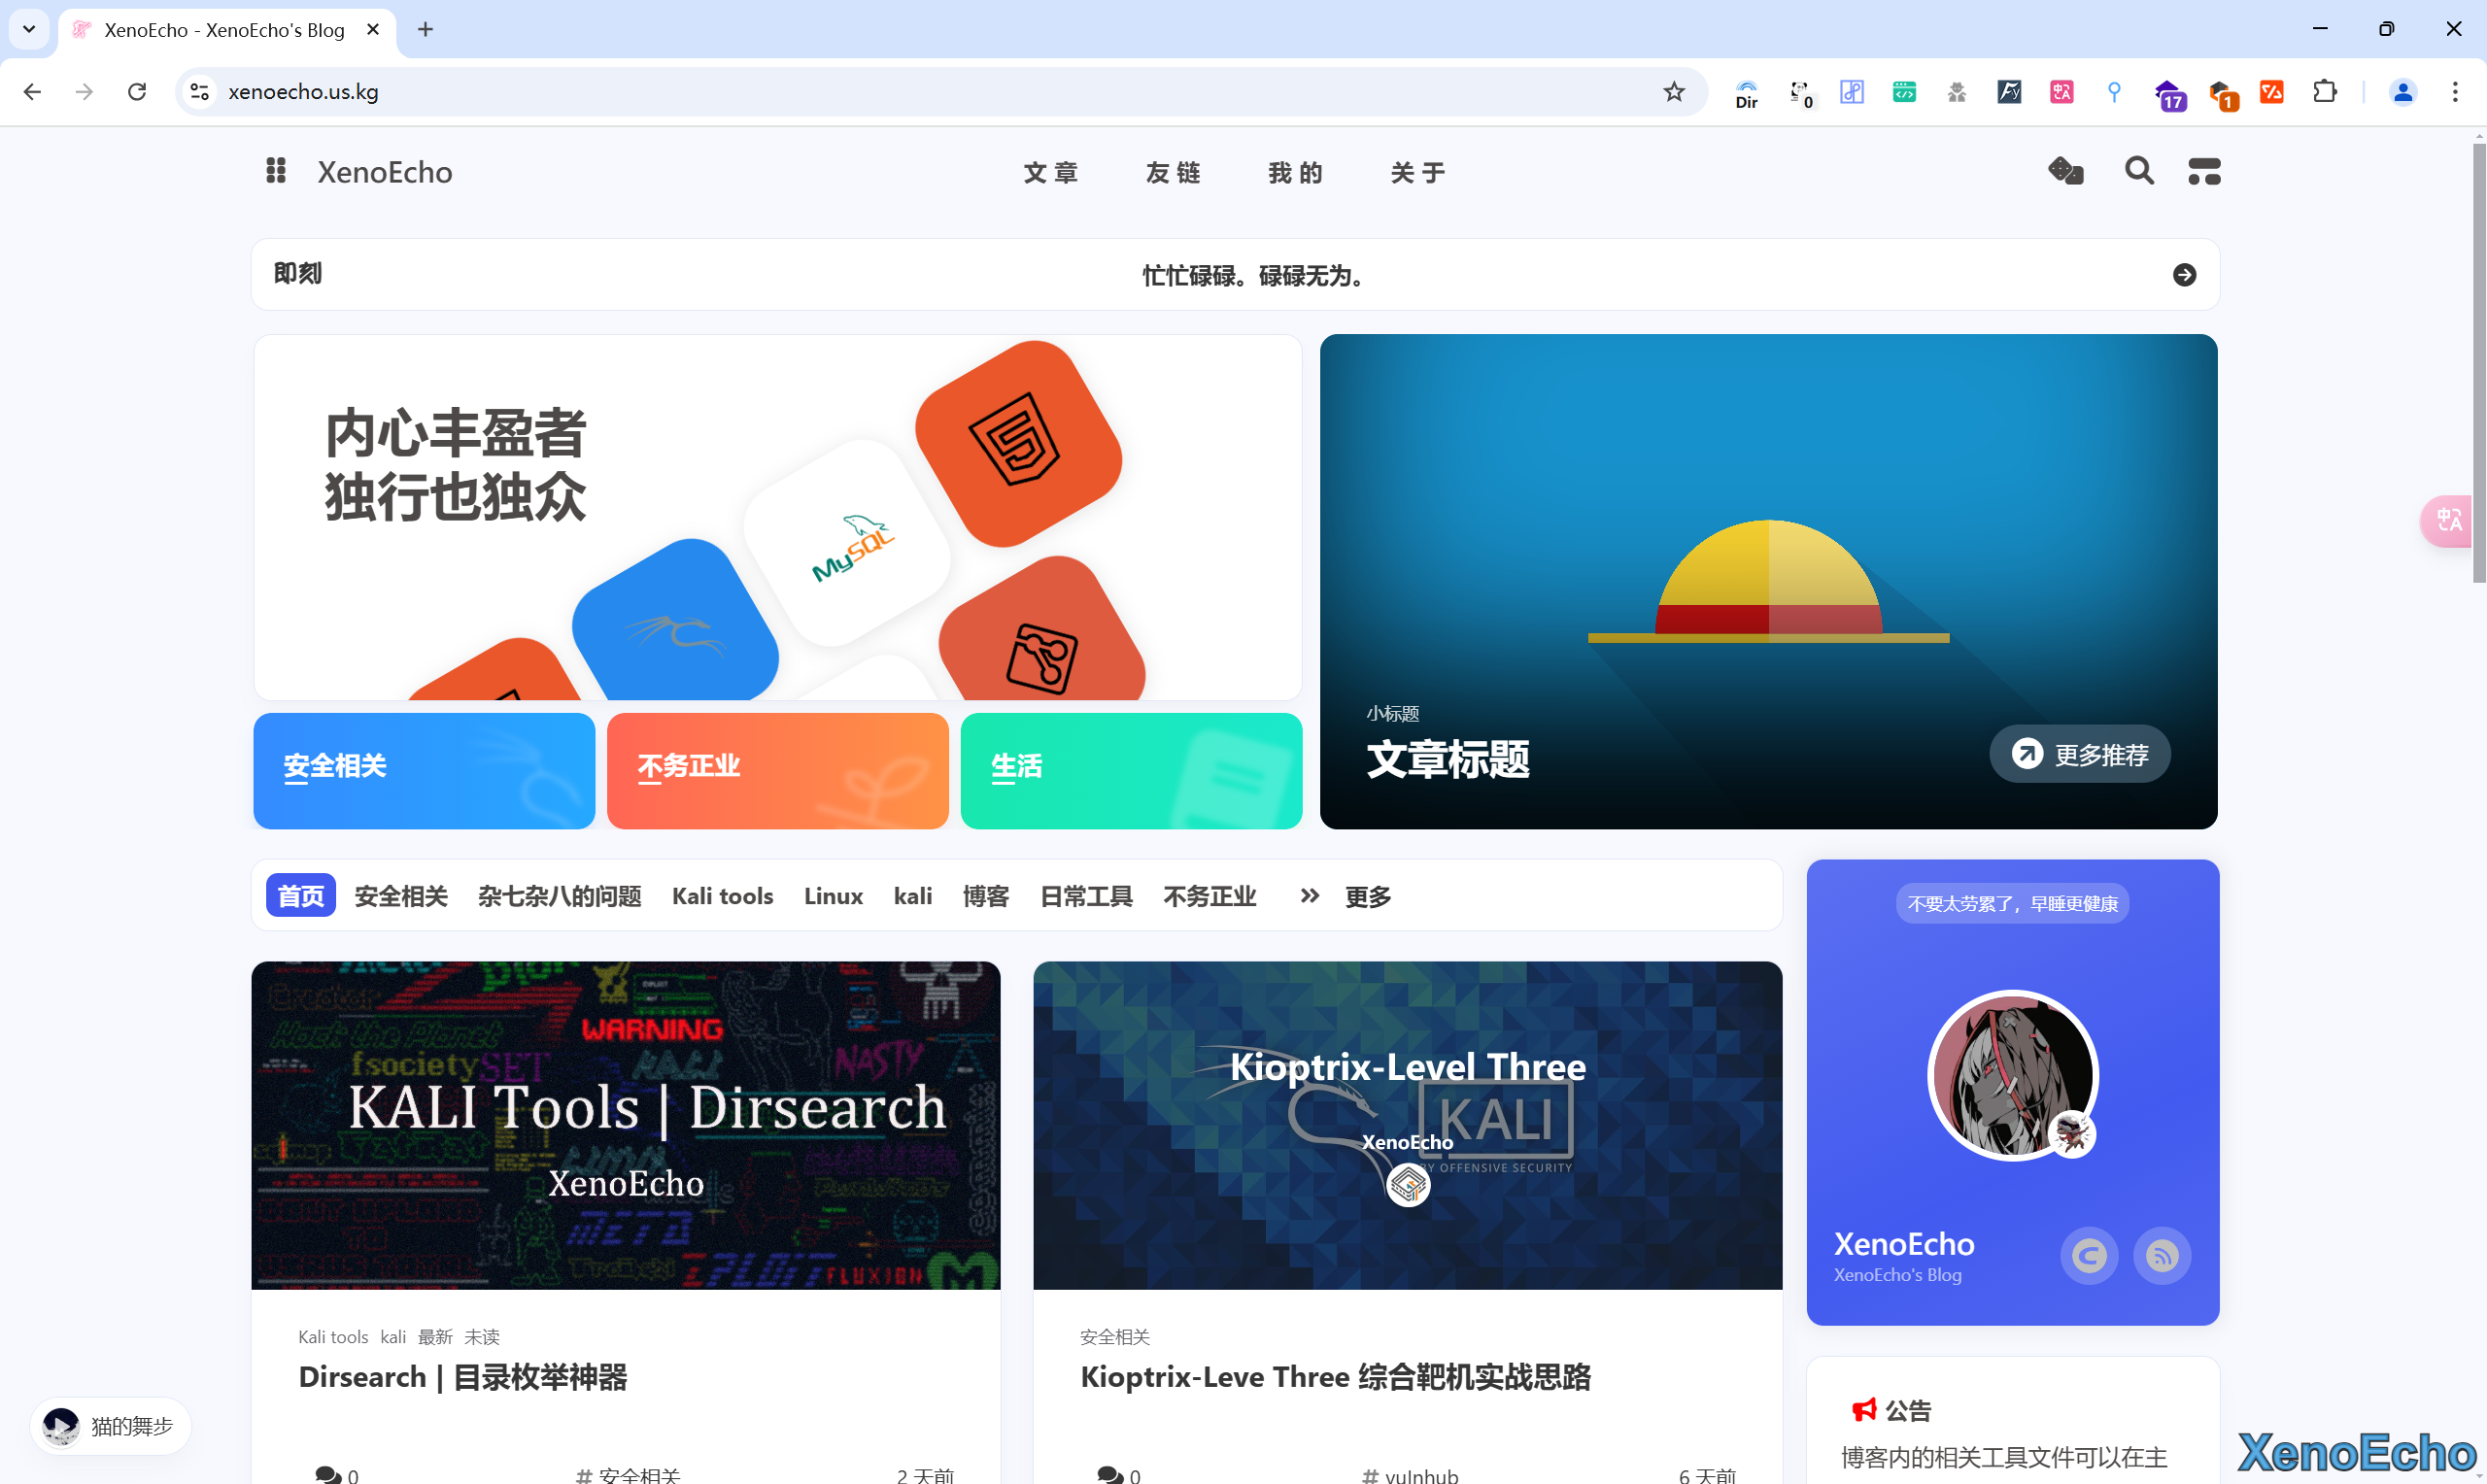 XenoEcho - XenoEcho's Blog
xenoecho.us.kg
Dir
0
17
1
XenoEcho
文章
友链
我的
关于
即刻
忙忙碌碌。碌碌无为。
内心丰盈者
独行也独众
MySQL
安全相关
不务正业
生活
小标题
文章标题
更多推荐
首页
安全相关
杂七杂八的问题
Kali tools
Linux
kali
博客
日常工具
不务正业
更多
不要太劳累了，早睡更健康
Hack the Planet
WARNING
fsociety
SET
NASTY
KALI Tools | Dirsearch
XenoEcho
META
FLUXION
Kioptrix-Level Three
KALI
XenoEcho
BY OFFENSIVE SECURITY
XenoEcho
XenoEcho's Blog
Kali tools kali 最新 未读
Dirsearch | 目录枚举神器
0
# 安全相关
2 天前
安全相关
Kioptrix-Leve Three 综合靶机实战思路
0
# vulnhub
6 天前
公告
博客内的相关工具文件可以在主
猫的舞步
XenoEcho